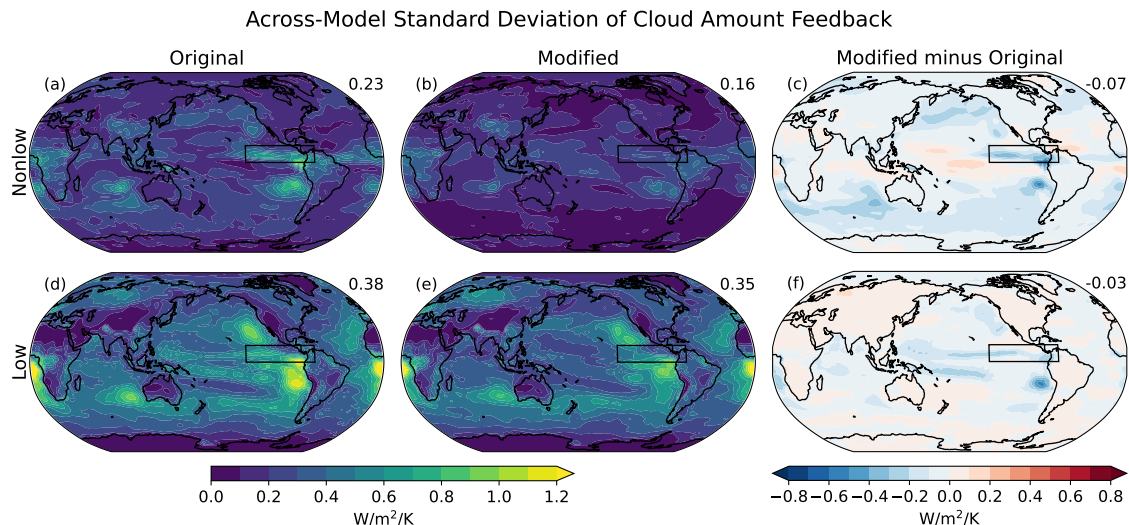 Across-Model Standard Deviation of Cloud Amount Feedback
Original
Modified
Modified minus Original
(a)
0.23
(b)
0.16
(c)
-0.07
Nonlow
(d)
0.38
(e)
0.35
(f)
-0.03
Low
0.0 0.2 0.4 0.6 0.8 1.0 1.2
W/m²/K
−0.8 −0.6 −0.4 −0.2 0.0 0.2 0.4 0.6 0.8
W/m²/K